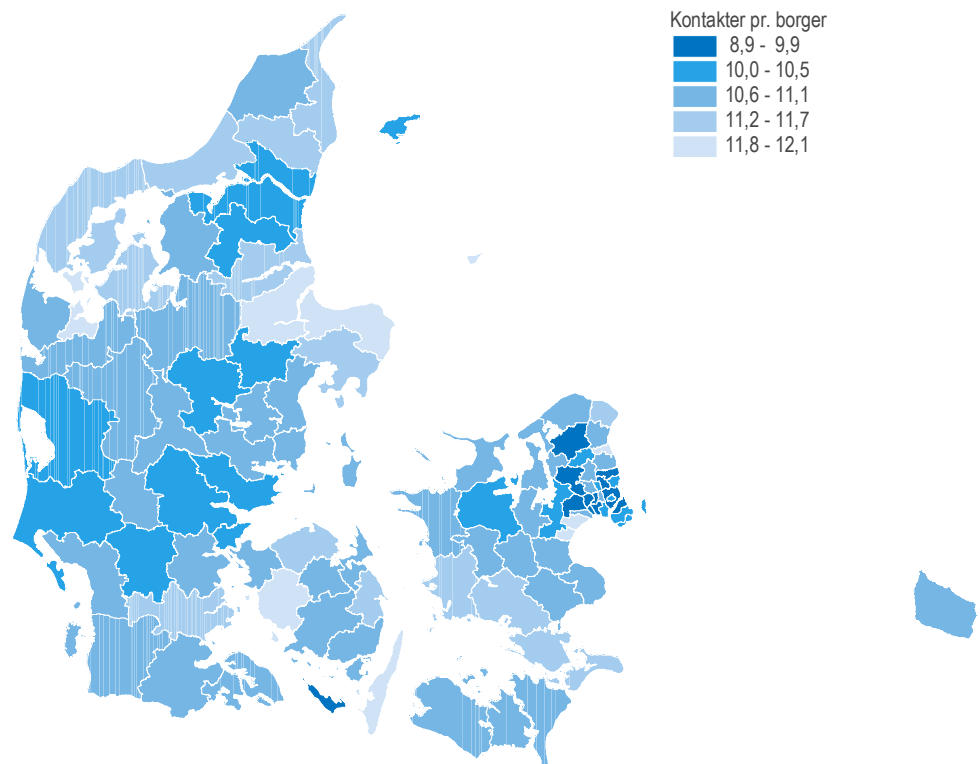 Kontakter pr. borger
8,9 - 9,9
10,0 - 10,5
10,6 - 11,1
11,2 - 11,7
11,8 - 12,1